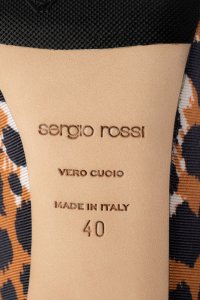 sergio rossi
VERO CUOIO
MADE IN ITALY
40